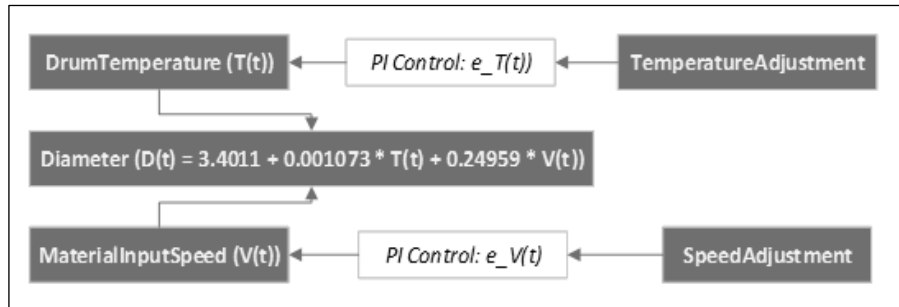 DrumTemperature (T(t))
PI Control: e_T(t))
TemperatureAdjustment
Diameter (D(t) = 3.4011 + 0.001073 * T(t) + 0.24959 * V(t))
MaterialInputSpeed (V(t))
PI Control: e_V(t)
SpeedAdjustment